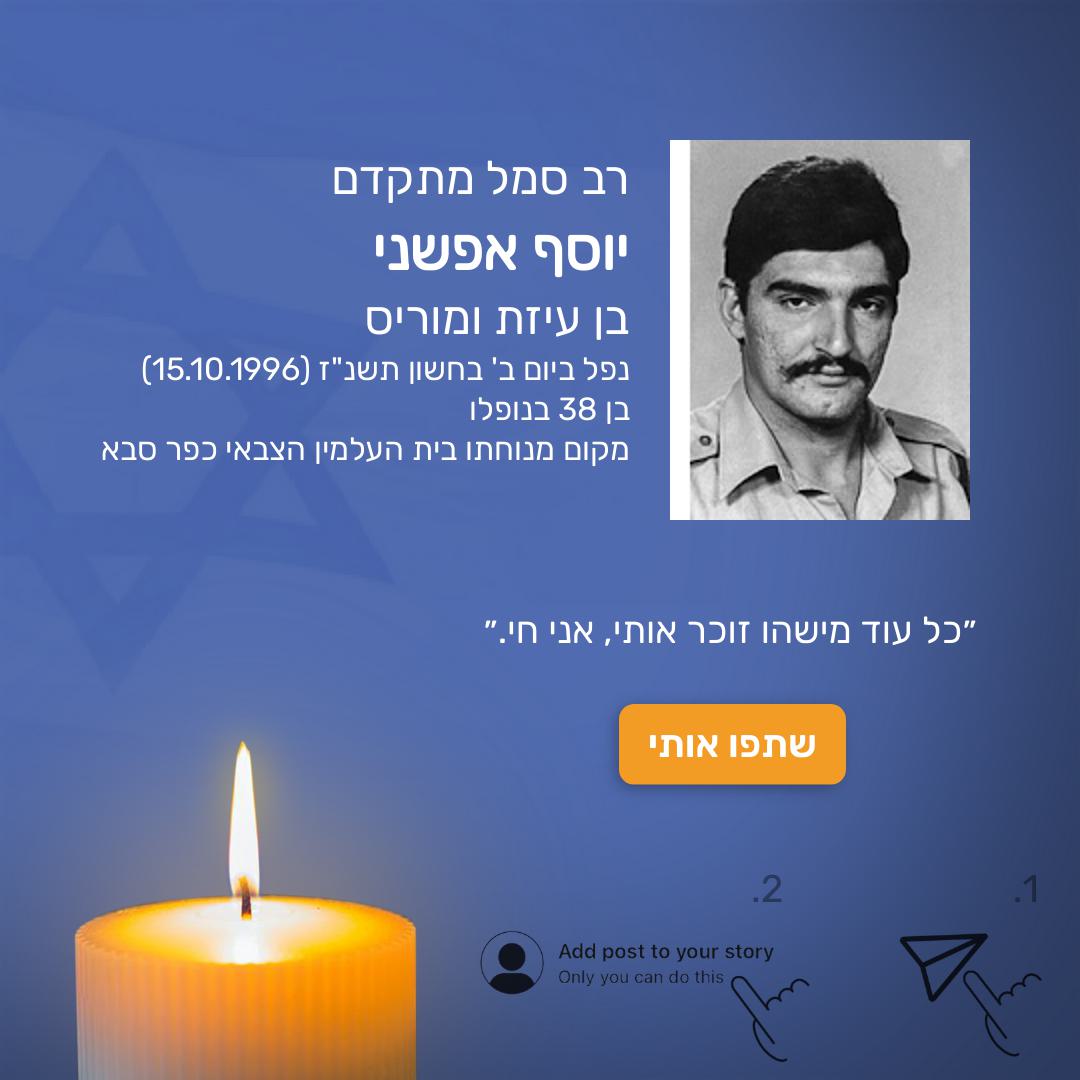 רב סמל מתקדם
יוסף אפשני
בן עיזת ומוריס
נפל ביום ב' בחשון תשנ"ז (15.10.1996)
בן 38 בנופלו
מקום מנוחתו בית העלמין הצבאי כפר סבא
״כל עוד מישהו זוכר אותי, אני חי.״
שתפו אותי
1.
2.
Add post to your story
Only you can do this